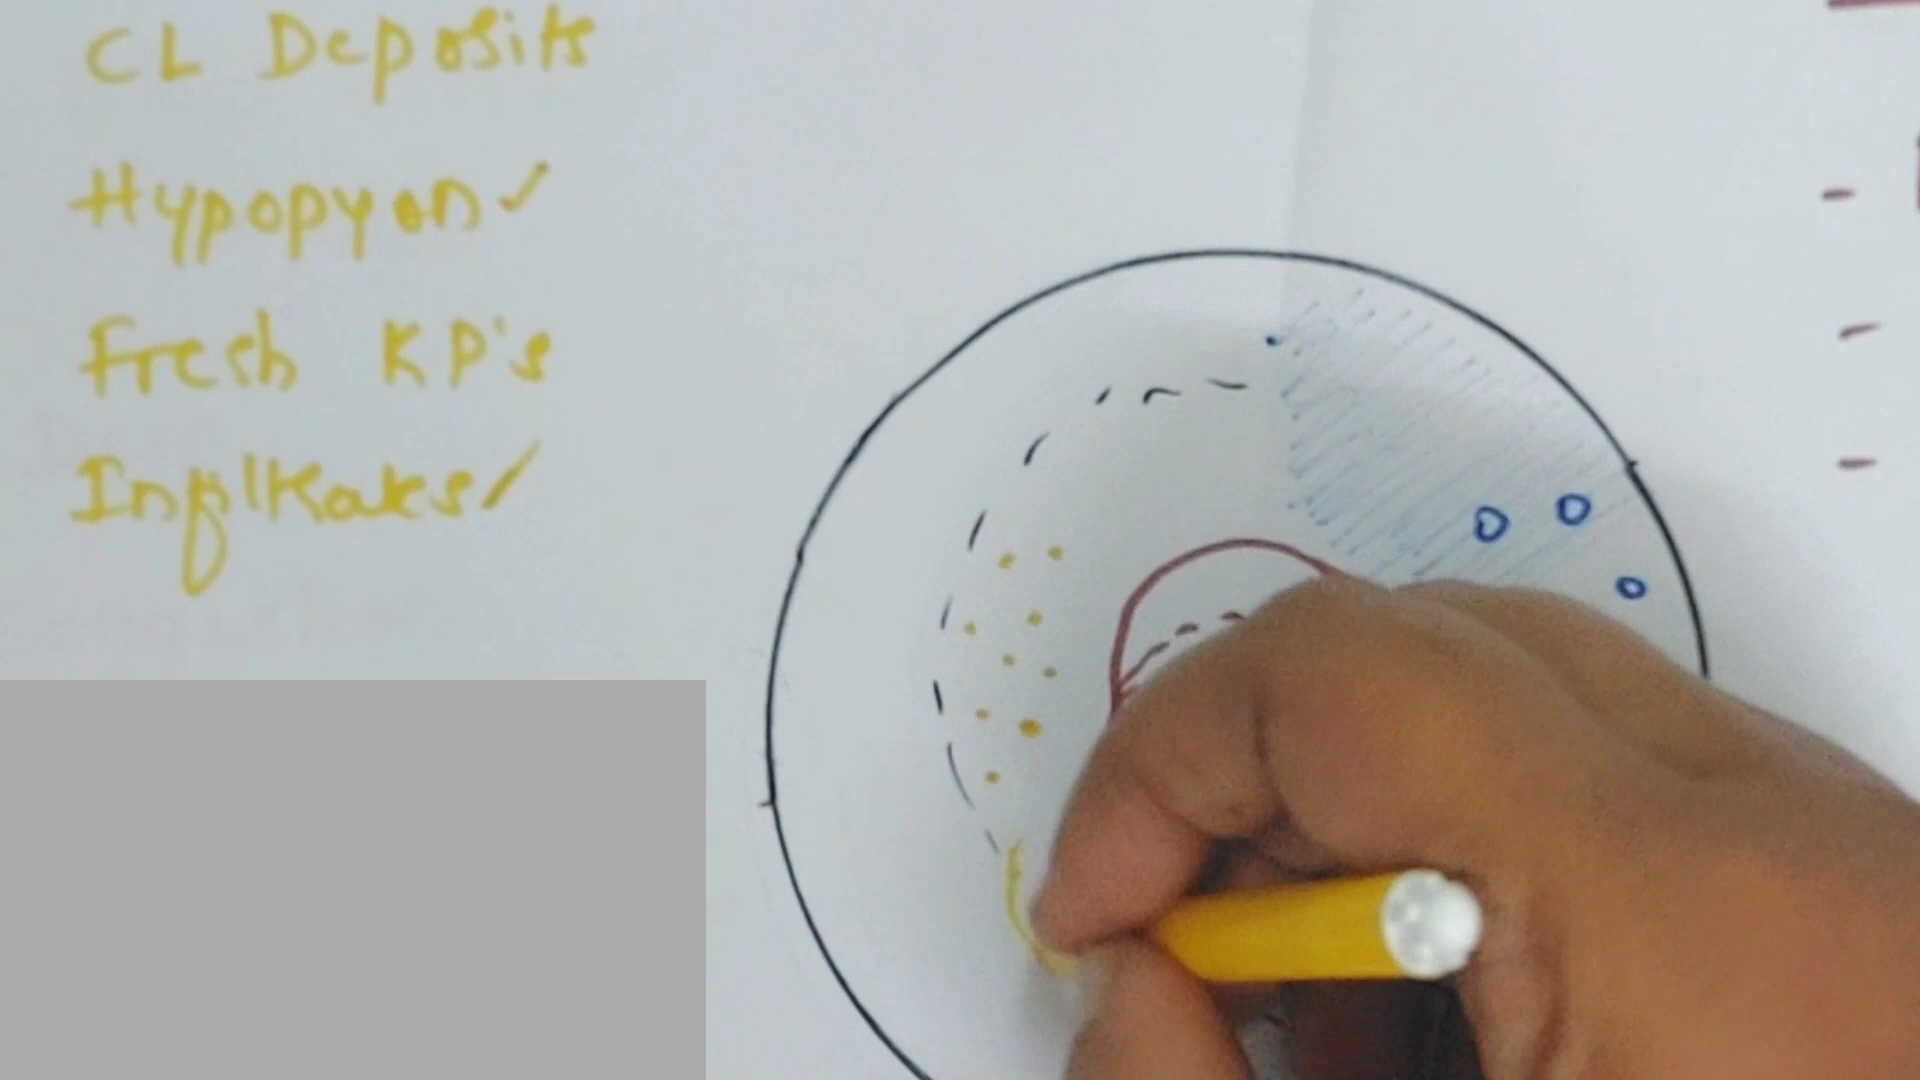 CL Deposits
Hypopyon ✓
Fresh KP's
Infiltrates ✓